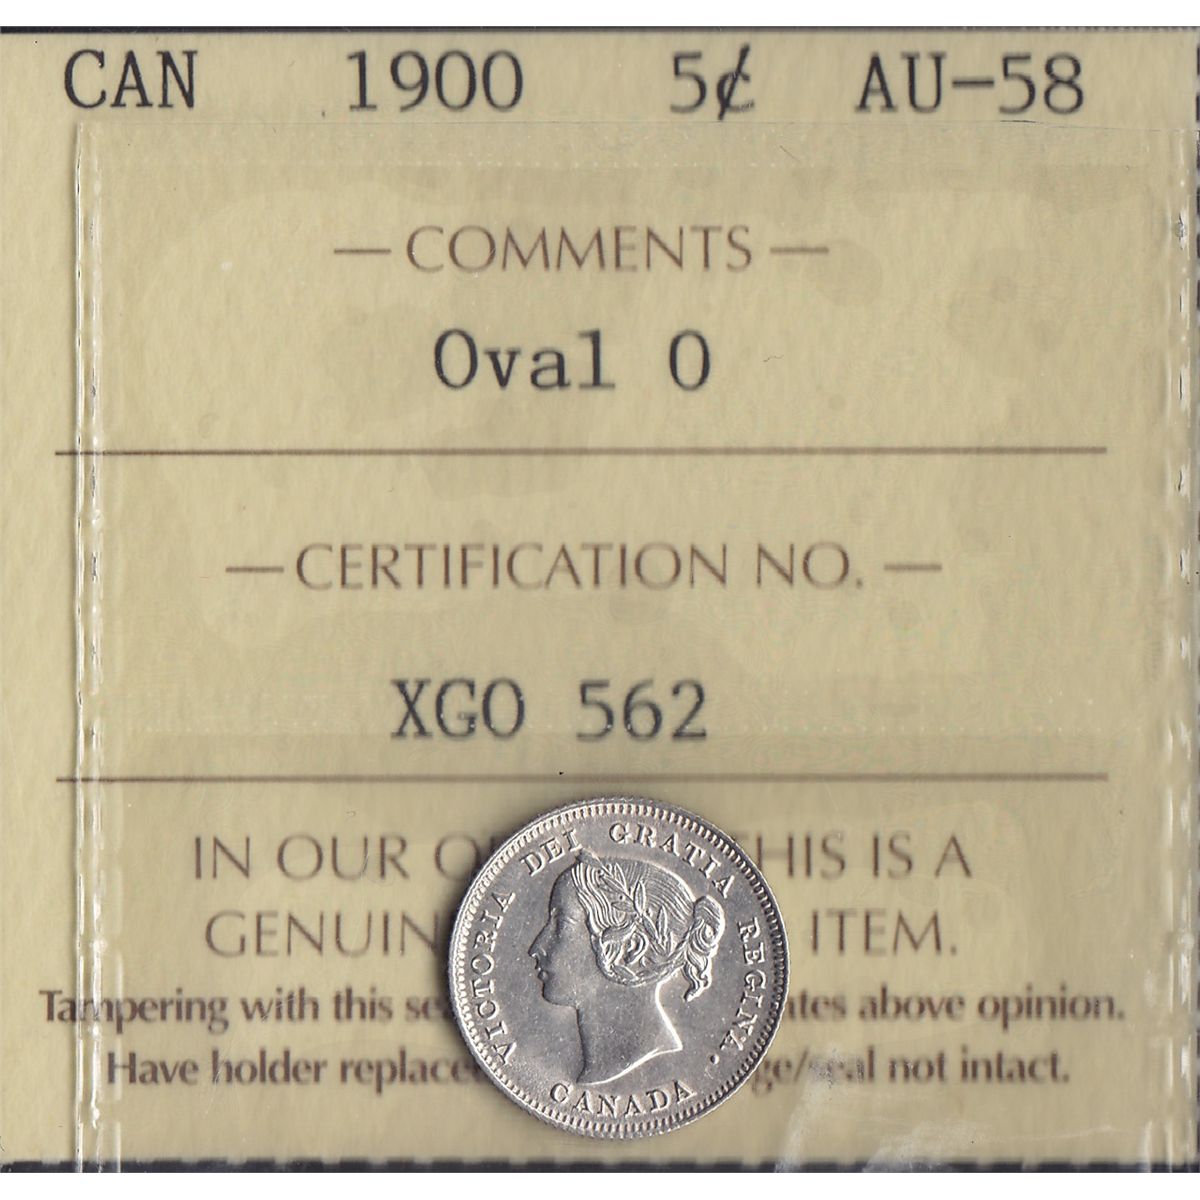 CAN 1900 5¢ AU-58
— COMMENTS —
Oval 0
— CERTIFICATION NO. —
XGO 562
IN OUR HIS IS A
GENUIN ITEM.
Tampering with this se ates above opinion.
Have holder replace ge/seal not intact.
VICTORIA DEI GRATIA REGINA.
CANADA